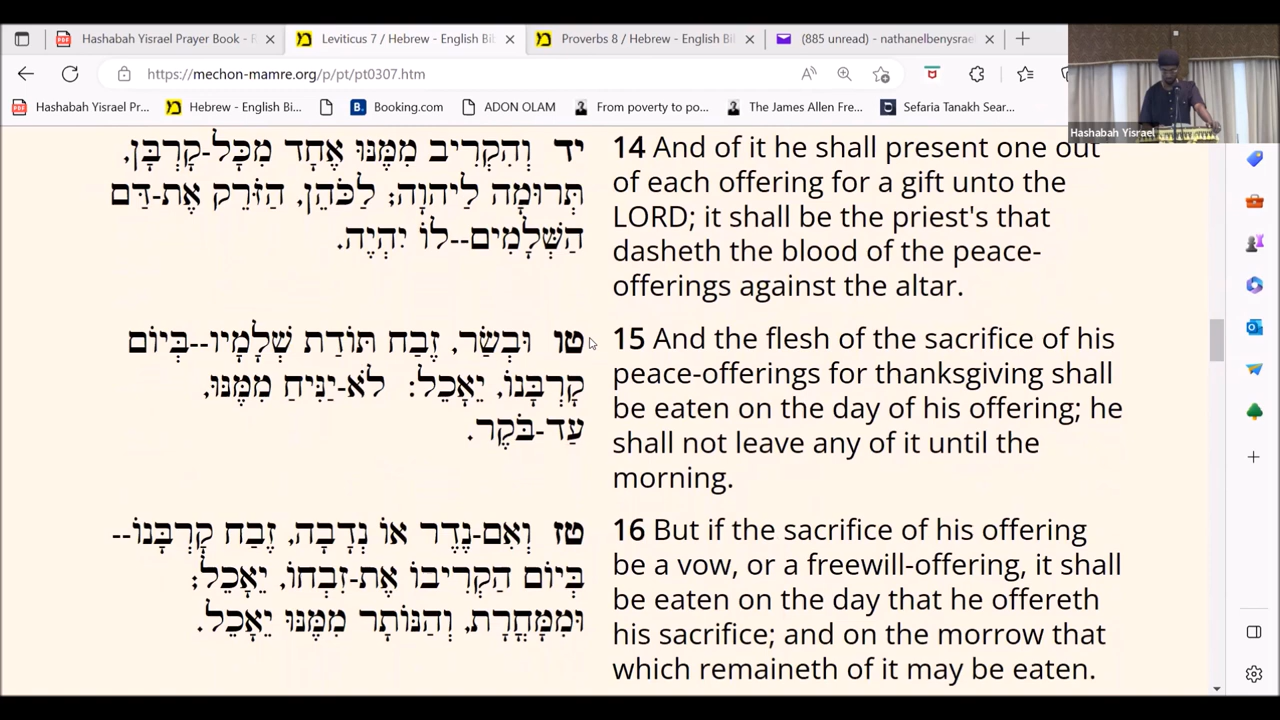 Hashabah Yisrael Prayer Book - R
Leviticus 7 / Hebrew - English Bib
Proverbs 8 / Hebrew - English Bib
(885 unread) - nathanelbenysrae
https://mechon-mamre.org/p/pt/pt0307.htm
Hashabah Yisrael Pr...
Hebrew - English Bi...
Booking.com
ADON OLAM
From poverty to po...
The James Allen Fre...
Sefaria Tanakh Sear...
Hashabah Yisrael
יד וְהִקְרִיב מִמֶּנּוּ אֶחָד מִכָּל-קָרְבָּן,
תְּרוּמָה לַיהוָה; לַכֹּהֵן, הַזֹּרֵק אֶת-דַּם
הַשְּׁלָמִים--לוֹ יִהְיֶה.
14 And of it he shall present one out
of each offering for a gift unto the
LORD; it shall be the priest's that
dasheth the blood of the peace-
offerings against the altar.
טו וּבְשַׂר, זֶבַח תּוֹדַת שְׁלָמָיו--בְּיוֹם
קָרְבָּנוֹ, יֵאָכֵל: לֹא-יַנִּיחַ מִמֶּנּוּ,
עַד-בֹּקֶר.
15 And the flesh of the sacrifice of his
peace-offerings for thanksgiving shall
be eaten on the day of his offering; he
shall not leave any of it until the
morning.
טז וְאִם-נֶדֶר אוֹ נְדָבָה, זֶבַח קָרְבָּנוֹ--
בְּיוֹם הַקְרִיבוֹ אֶת-זִבְחוֹ, יֵאָכֵל;
וּמִמָּחֳרָת, וְהַנּוֹתָר מִמֶּנּוּ יֵאָכֵל.
16 But if the sacrifice of his offering
be a vow, or a freewill-offering, it shall
be eaten on the day that he offereth
his sacrifice; and on the morrow that
which remaineth of it may be eaten.